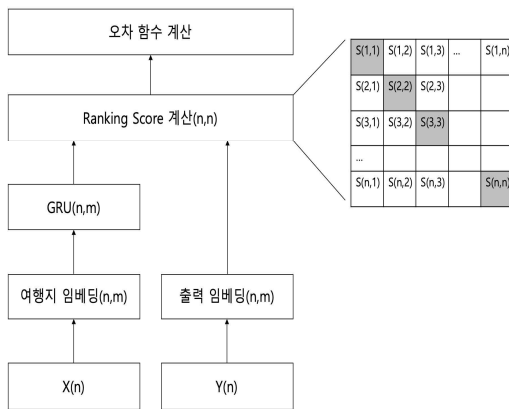 오차 함수 계산
Ranking Score 계산(n,n)
GRU(n,m)
여행지 임베딩(n,m)
출력 임베딩(n,m)
X(n)
Y(n)
S(1,1) S(1,2) S(1,3) ... S(1,n)
S(2,1) S(2,2) S(2,3)
S(3,1) S(3,2) S(3,3)
...
S(n,1) S(n,2) S(n,3) S(n,n)